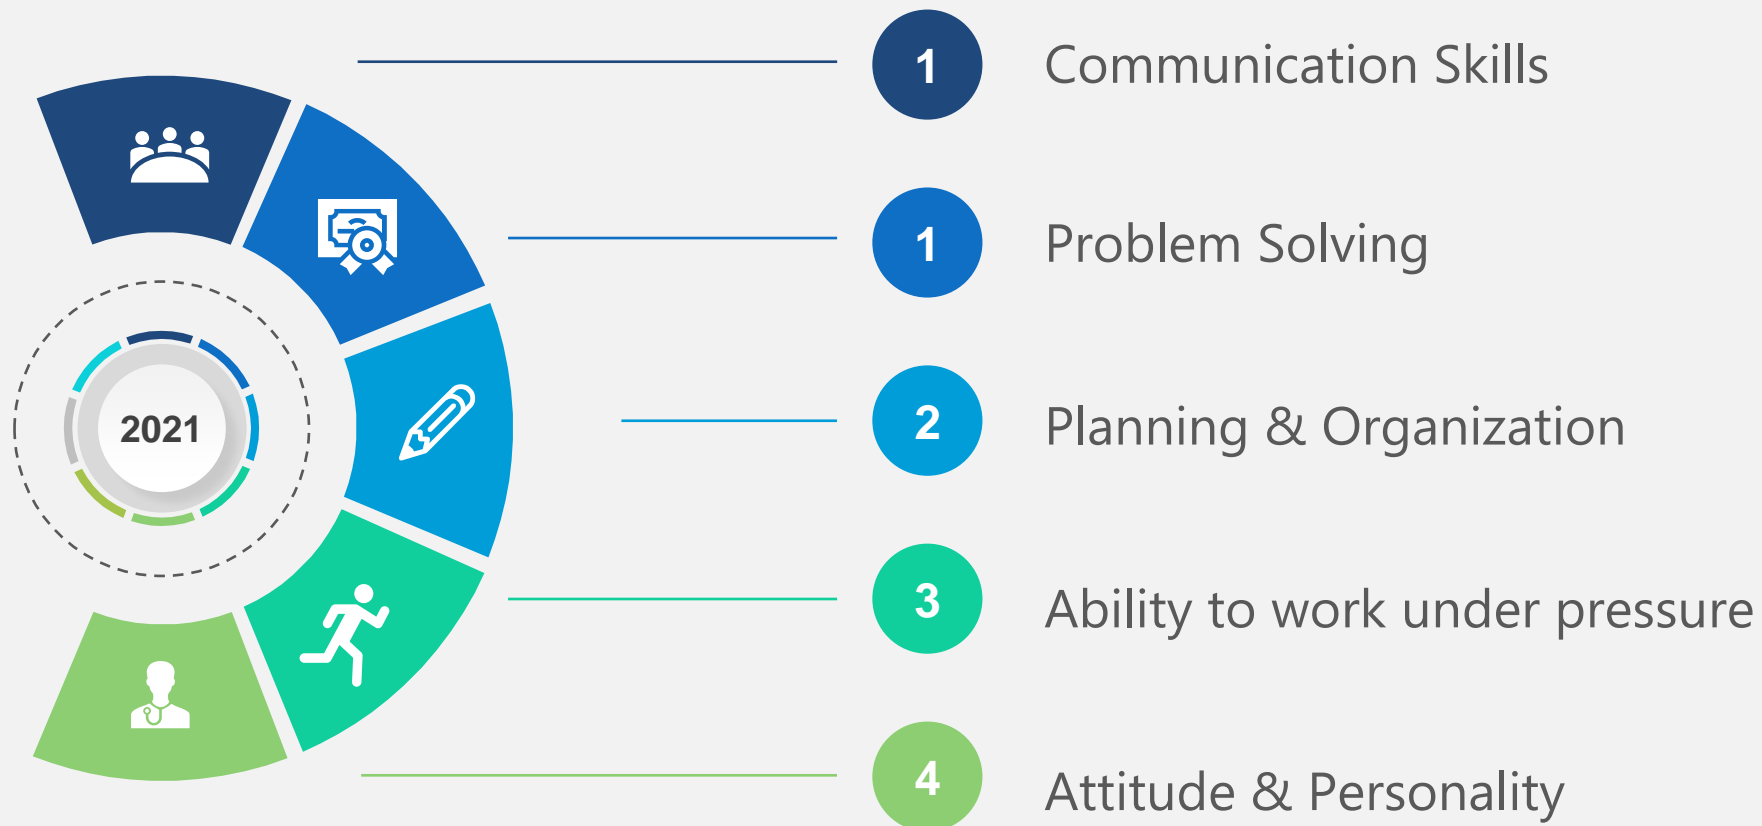 1 Communication Skills
1 Problem Solving
2021
2 Planning & Organization
3 Ability to work under pressure
4 Attitude & Personality